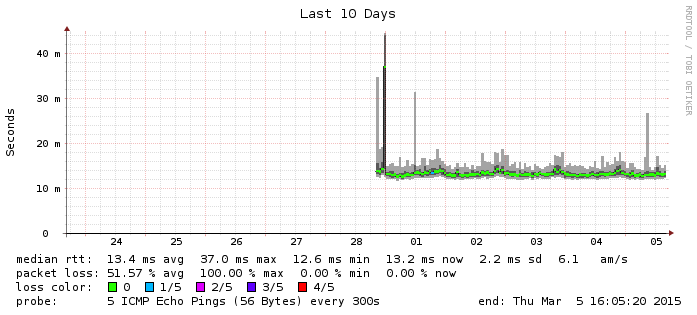 Last 10 Days
RRDTOOL / TOBI OETIKER
Seconds
40 m
30 m
20 m
10 m
0
24 25 26 27 28 01 02 03 04 05
median rtt: 13.4 ms avg 37.0 ms max 12.6 ms min 13.2 ms now 2.2 ms sd 6.1 am/s
packet loss: 51.57 % avg 100.00 % max 0.00 % min 0.00 % now
loss color: 0 1/5 2/5 3/5 4/5
probe: 5 ICMP Echo Pings (56 Bytes) every 300s end: Thu Mar 5 16:05:20 2015